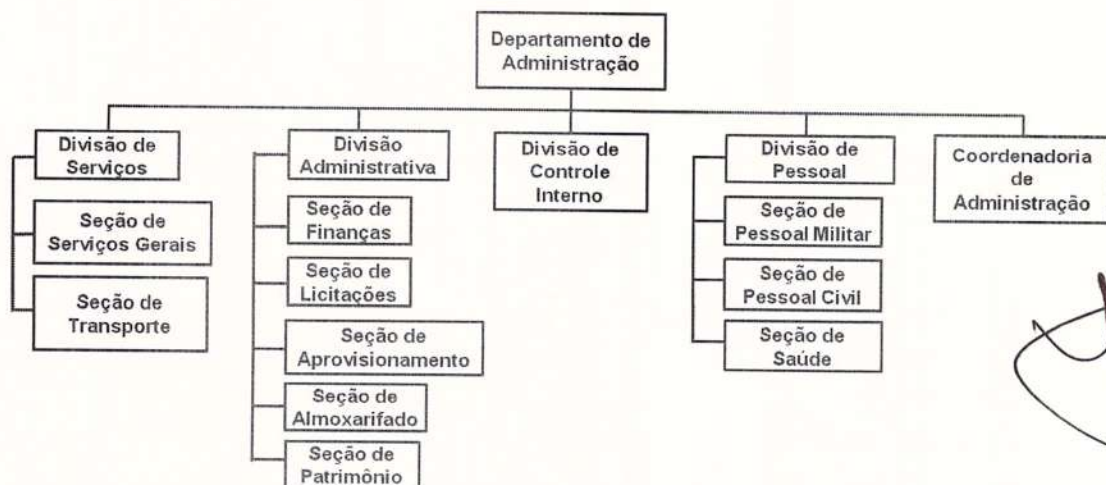 Departamento de
Administração
Divisão de
Serviços
Seção de
Serviços Gerais
Seção de
Transporte
Divisão
Administrativa
Seção de
Finanças
Seção de
Licitações
Seção de
Aprovisionamento
Seção de
Almoxarifado
Seção de
Patrimônio
Divisão de
Controle
Interno
Divisão de
Pessoal
Seção de
Pessoal Militar
Seção de
Pessoal Civil
Seção de
Saúde
Coordenadoria
de
Administração